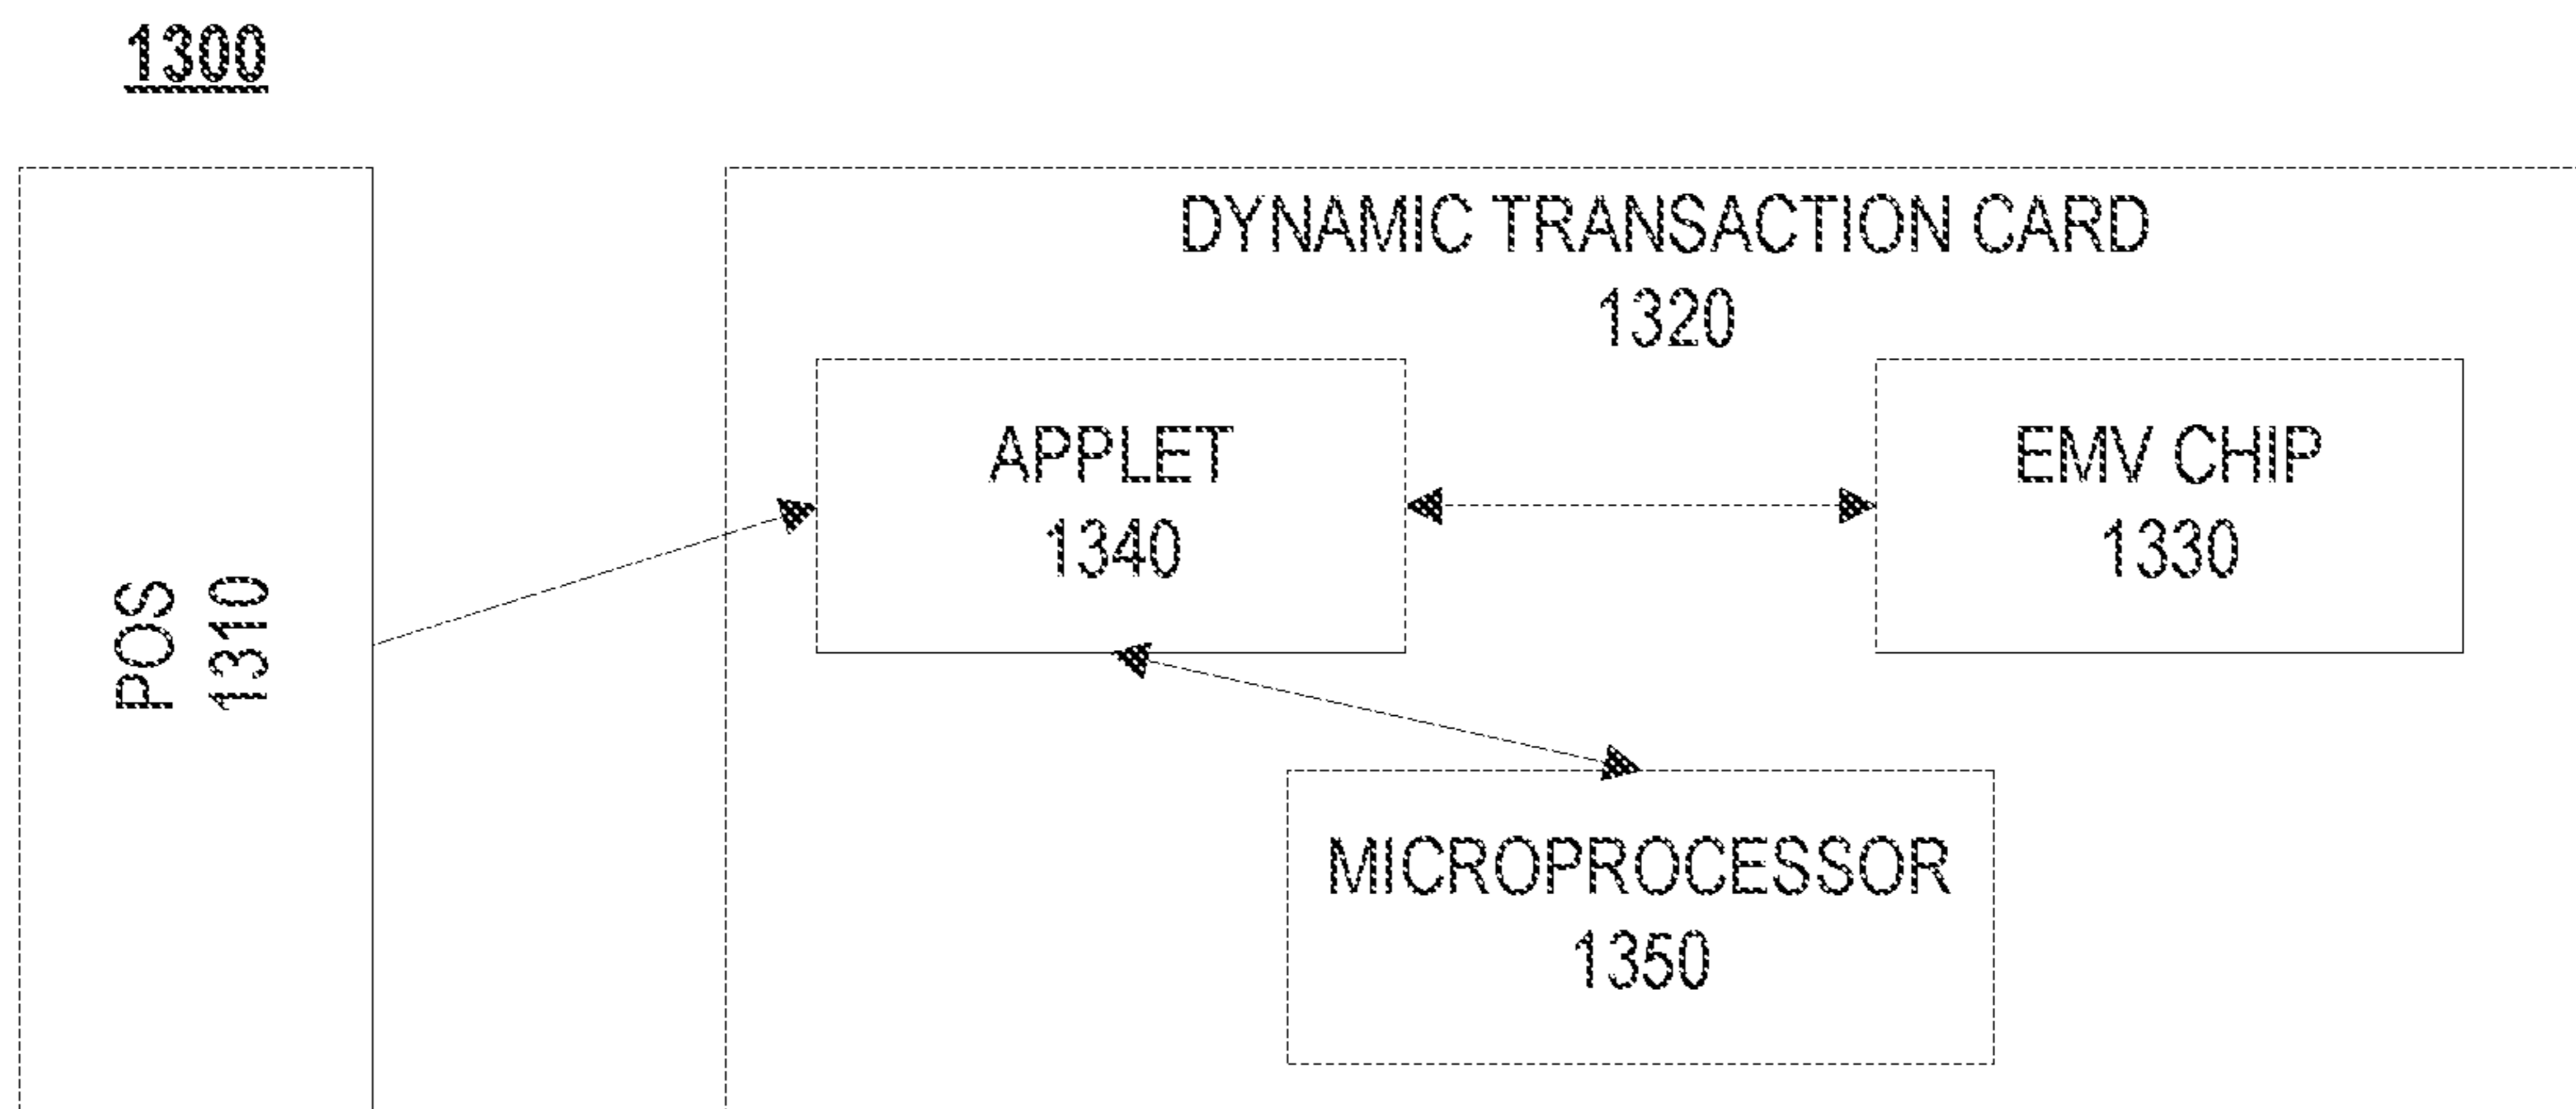 1300
POS
1310
DYNAMIC TRANSACTION CARD
1320
APPLET
1340
EMV CHIP
1330
MICROPROCESSOR
1350